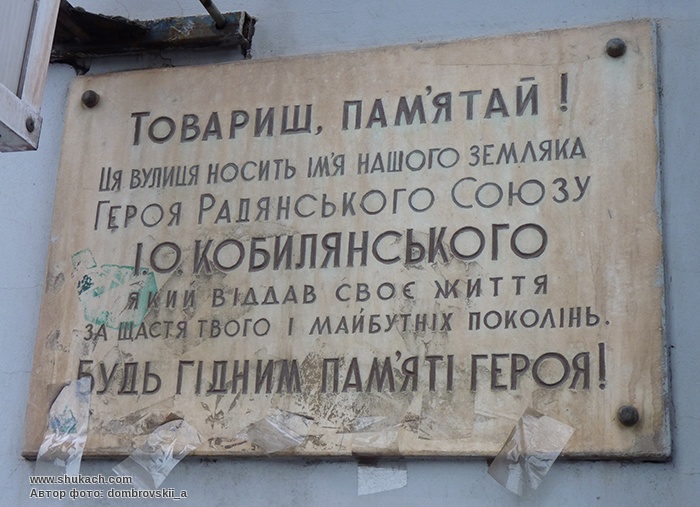 ТОВАРИШ, ПАМ'ЯТАЙ!
ЦЯ ВУЛИЦЯ НОСИТЬ ІМ'Я НАШОГО ЗЕМЛЯКА
ГЕРОЯ РАДЯНСЬКОГО СОЮЗУ
І.О. КОБИЛЯНСЬКОГО
ЯКИЙ ВІДДАВ СВОЄ ЖИТТЯ
ЗА ЩАСТЯ ТВОГО І МАЙБУТНІХ ПОКОЛІНЬ.
БУДЬ ГІДНИМ ПАМ'ЯТІ ГЕРОЯ!
www.shukach.com
Автор фото: dombrovskii_a